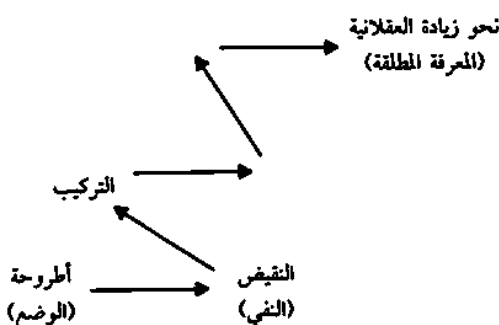 نحو زيادة العقلانية
(المعرفة المطلقة)
التركيب
أطروحة
(الوضع)
النقيض
(النفي)